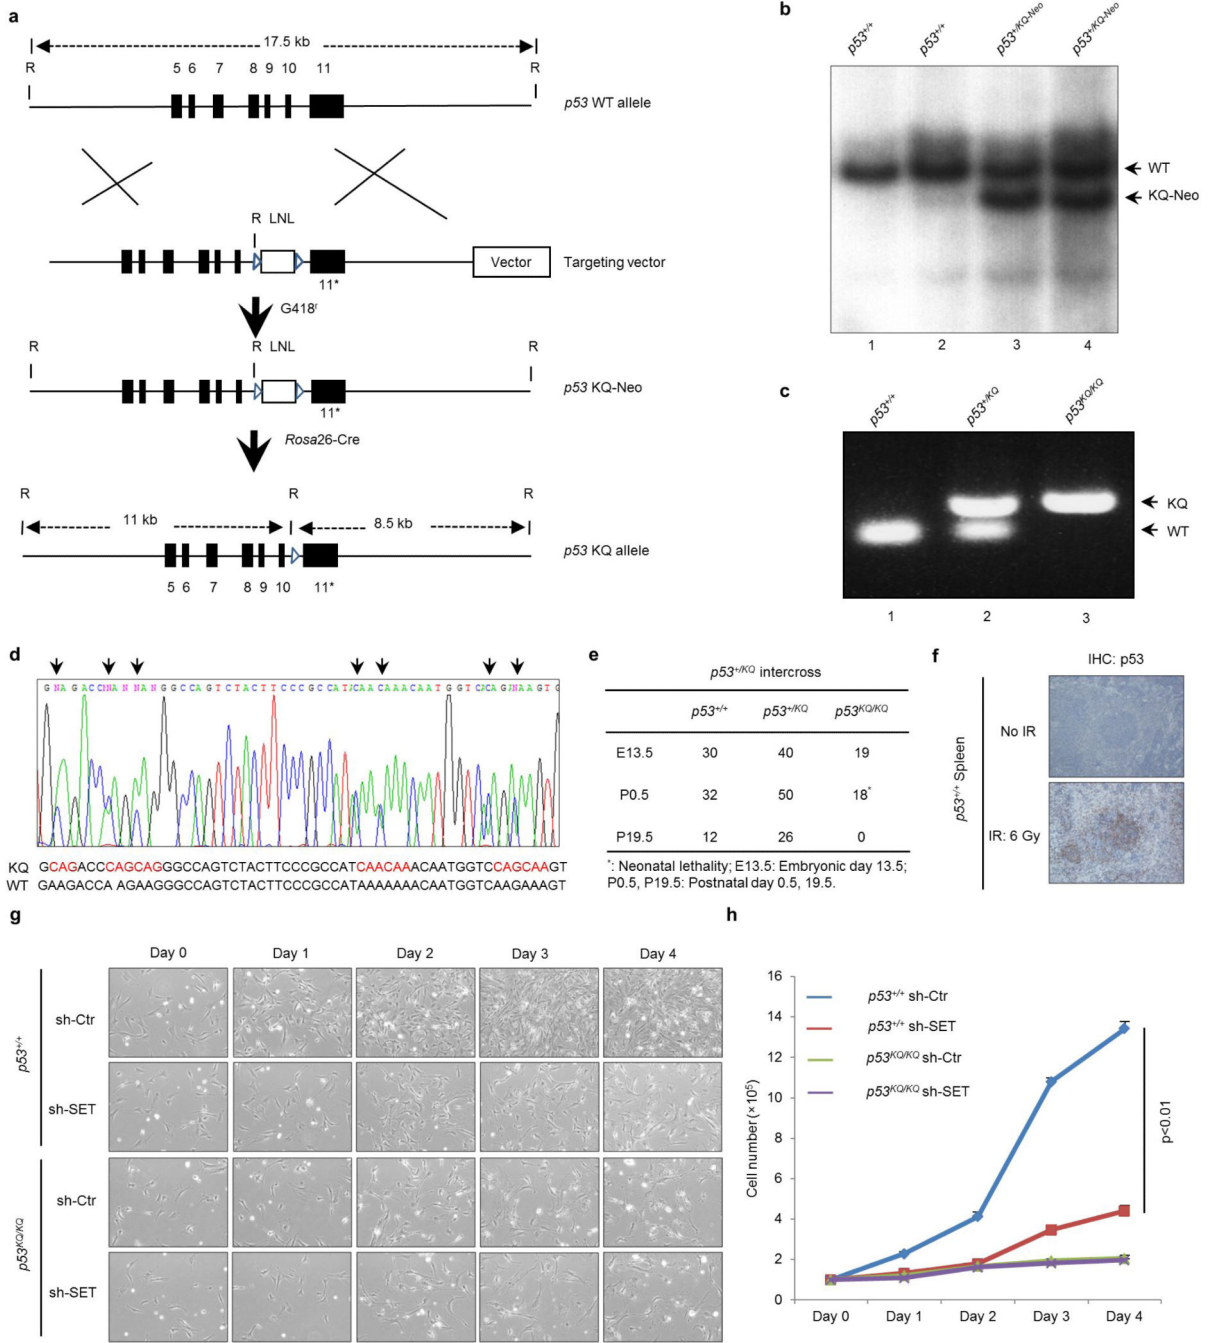 a
17.5 kb
R 5 6 7 8 9 10 11 R
p53 WT allele
R LNL
Vector
Targeting vector
11*
G418r
R R LNL R
p53 KQ-Neo
11*
Rosa26-Cre
R R R
11 kb 8.5 kb
p53 KQ allele
5 6 7 8 9 10 11*
b
p53+/+ p53+/+ p53+/KQ-Neo p53+/KQ-Neo
WT
KQ-Neo
1 2 3 4
c
p53+/+ p53+/KQ p53KQ/KQ
KQ
WT
1 2 3
d
KQ GCAGACCCAGCAGGGCCAGTCTACTTCCCGCCATCAACAAACAATGGTCCAGCAAGT
WT GAAGACCA AGAAGGGCCAGTCTACTTCCCGCCATAAAAAAACAATGGTCAAGAAAGT
e
p53+/KQ intercross
p53+/+ p53+/KQ p53KQ/KQ
E13.5 30 40 19
P0.5 32 50 18*
P19.5 12 26 0
*: Neonatal lethality; E13.5: Embryonic day 13.5;
P0.5, P19.5: Postnatal day 0.5, 19.5.
f
IHC: p53
p53+/+ Spleen
No IR
IR: 6 Gy
g
Day 0 Day 1 Day 2 Day 3 Day 4
p53+/+
sh-Ctr
sh-SET
p53KQ/KQ
sh-Ctr
sh-SET
h
Cell number (×10⁵)
16
14
12
10
8
6
4
2
0
p53+/+ sh-Ctr
p53+/+ sh-SET
p53KQ/KQ sh-Ctr
p53KQ/KQ sh-SET
p<0.01
Day 0 Day 1 Day 2 Day 3 Day 4